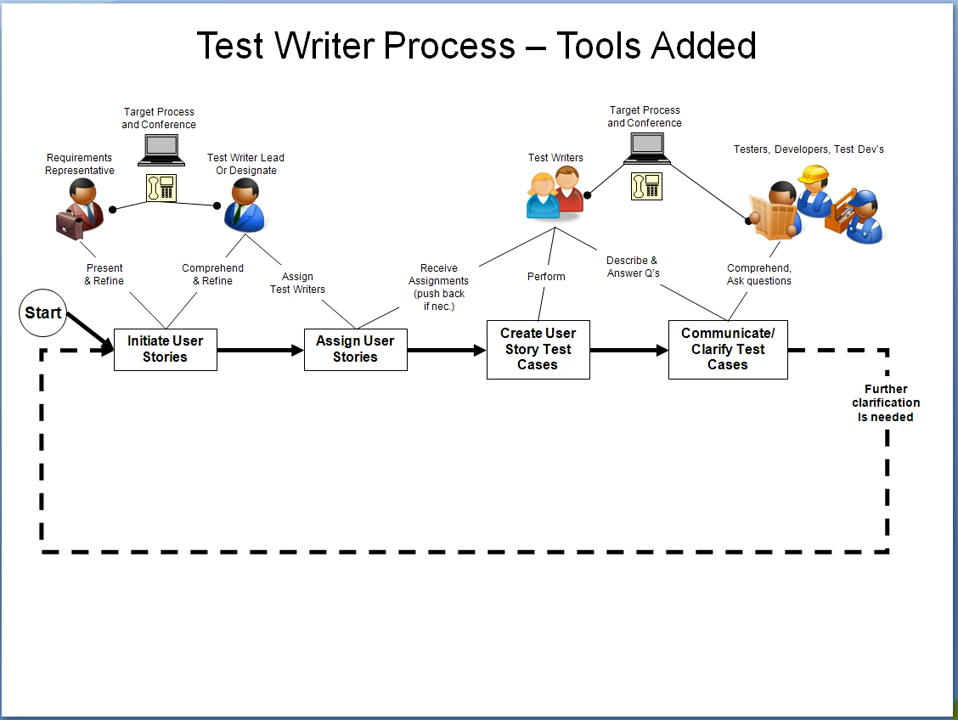 Test Writer Process – Tools Added
Target Process
and Conference
Requirements
Representative
Test Writer Lead
Or Designate
Target Process
and Conference
Test Writers
Testers, Developers, Test Dev's
Present
& Refine
Comprehend
& Refine
Assign
Test Writers
Receive
Assignments
(push back
if nec.)
Perform
Describe &
Answer Q's
Comprehend,
Ask questions
Start
Initiate User
Stories
Assign User
Stories
Create User
Story Test
Cases
Communicate/
Clarify Test
Cases
Further
clarification
Is needed